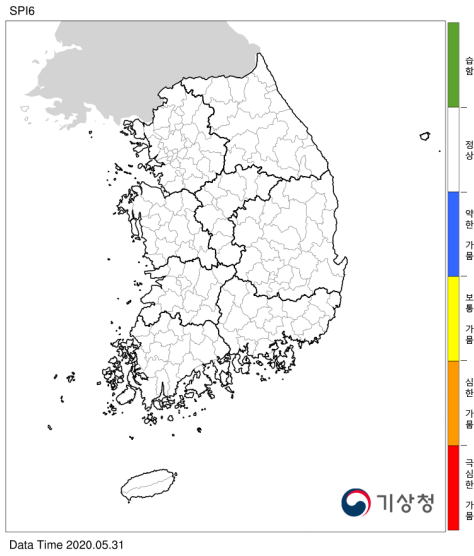 SPI6
습함
정상
약한 가뭄
보통 가뭄
심한 가뭄
극심한 가뭄
기상청
Data Time 2020.05.31